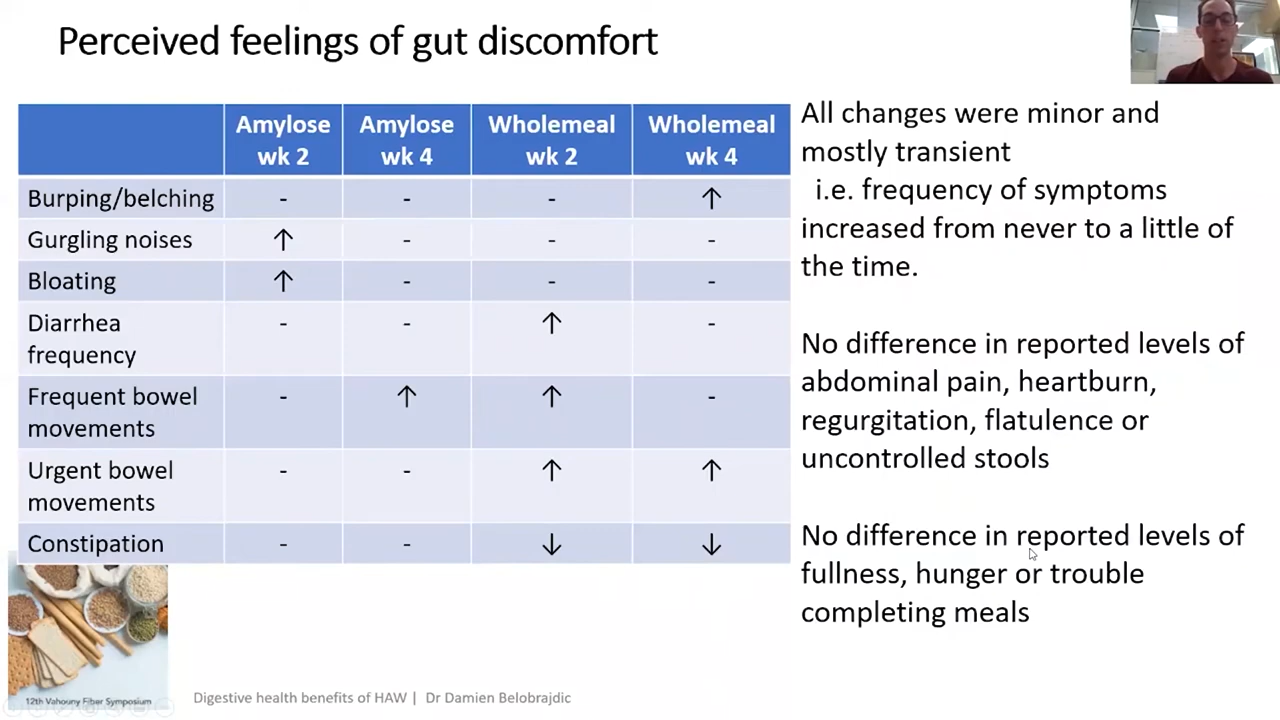 Perceived feelings of gut discomfort
Amylose wk 2
Amylose wk 4
Wholemeal wk 2
Wholemeal wk 4
Burping/belching - - - ↑
Gurgling noises ↑ - - -
Bloating ↑ - - -
Diarrhea
frequency - - ↑ -
Frequent bowel
movements - ↑ ↑ -
Urgent bowel
movements - - ↑ ↑
Constipation - - ↓ ↓
All changes were minor and
mostly transient
i.e. frequency of symptoms
increased from never to a little of
the time.
No difference in reported levels of
abdominal pain, heartburn,
regurgitation, flatulence or
uncontrolled stools
No difference in reported levels of
fullness, hunger or trouble
completing meals
12th Vahouny Fiber Symposium
Digestive health benefits of HAW | Dr Damien Belobrajdic